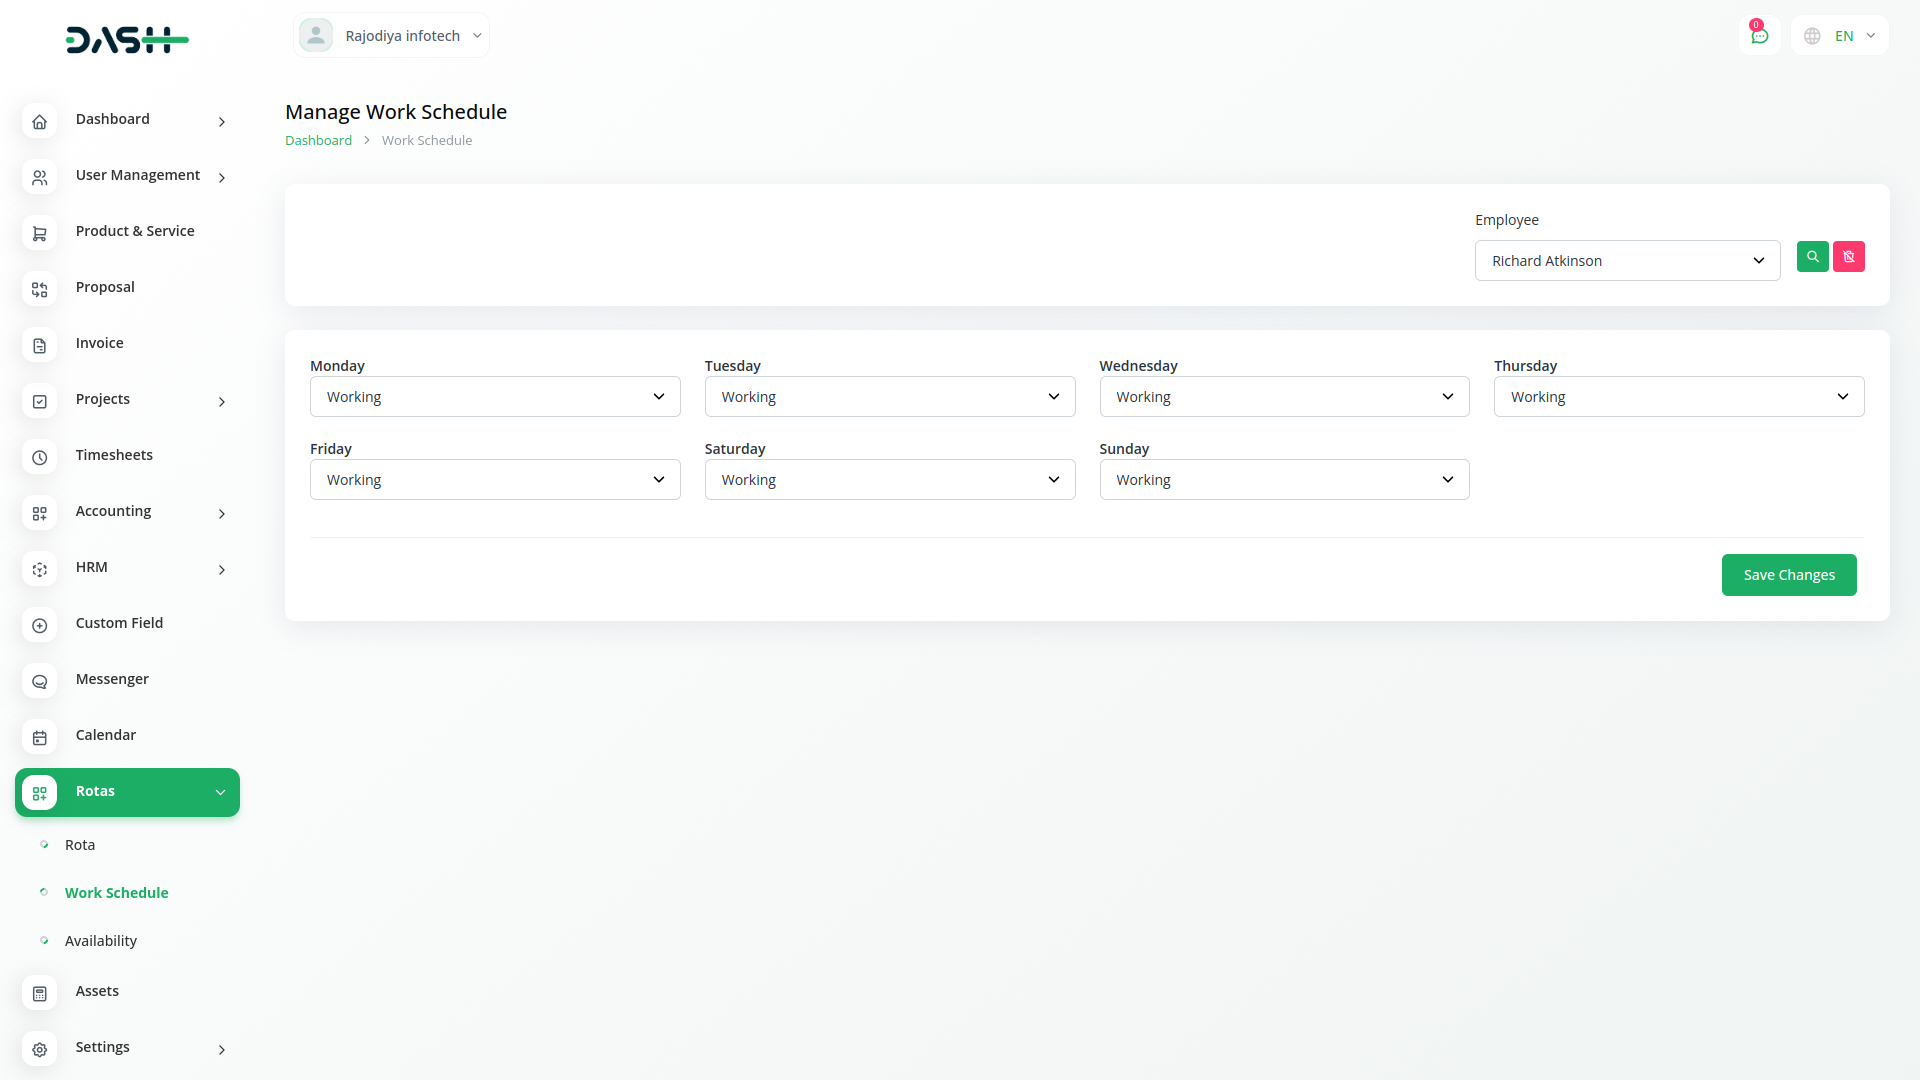 DASH
Rajodiya infotech
0
EN
Dashboard
User Management
Product & Service
Proposal
Invoice
Projects
Timesheets
Accounting
HRM
Custom Field
Messenger
Calendar
Rotas
Rota
Work Schedule
Availability
Assets
Settings
Manage Work Schedule
Dashboard > Work Schedule
Employee
Richard Atkinson
Monday
Working
Tuesday
Working
Wednesday
Working
Thursday
Working
Friday
Working
Saturday
Working
Sunday
Working
Save Changes